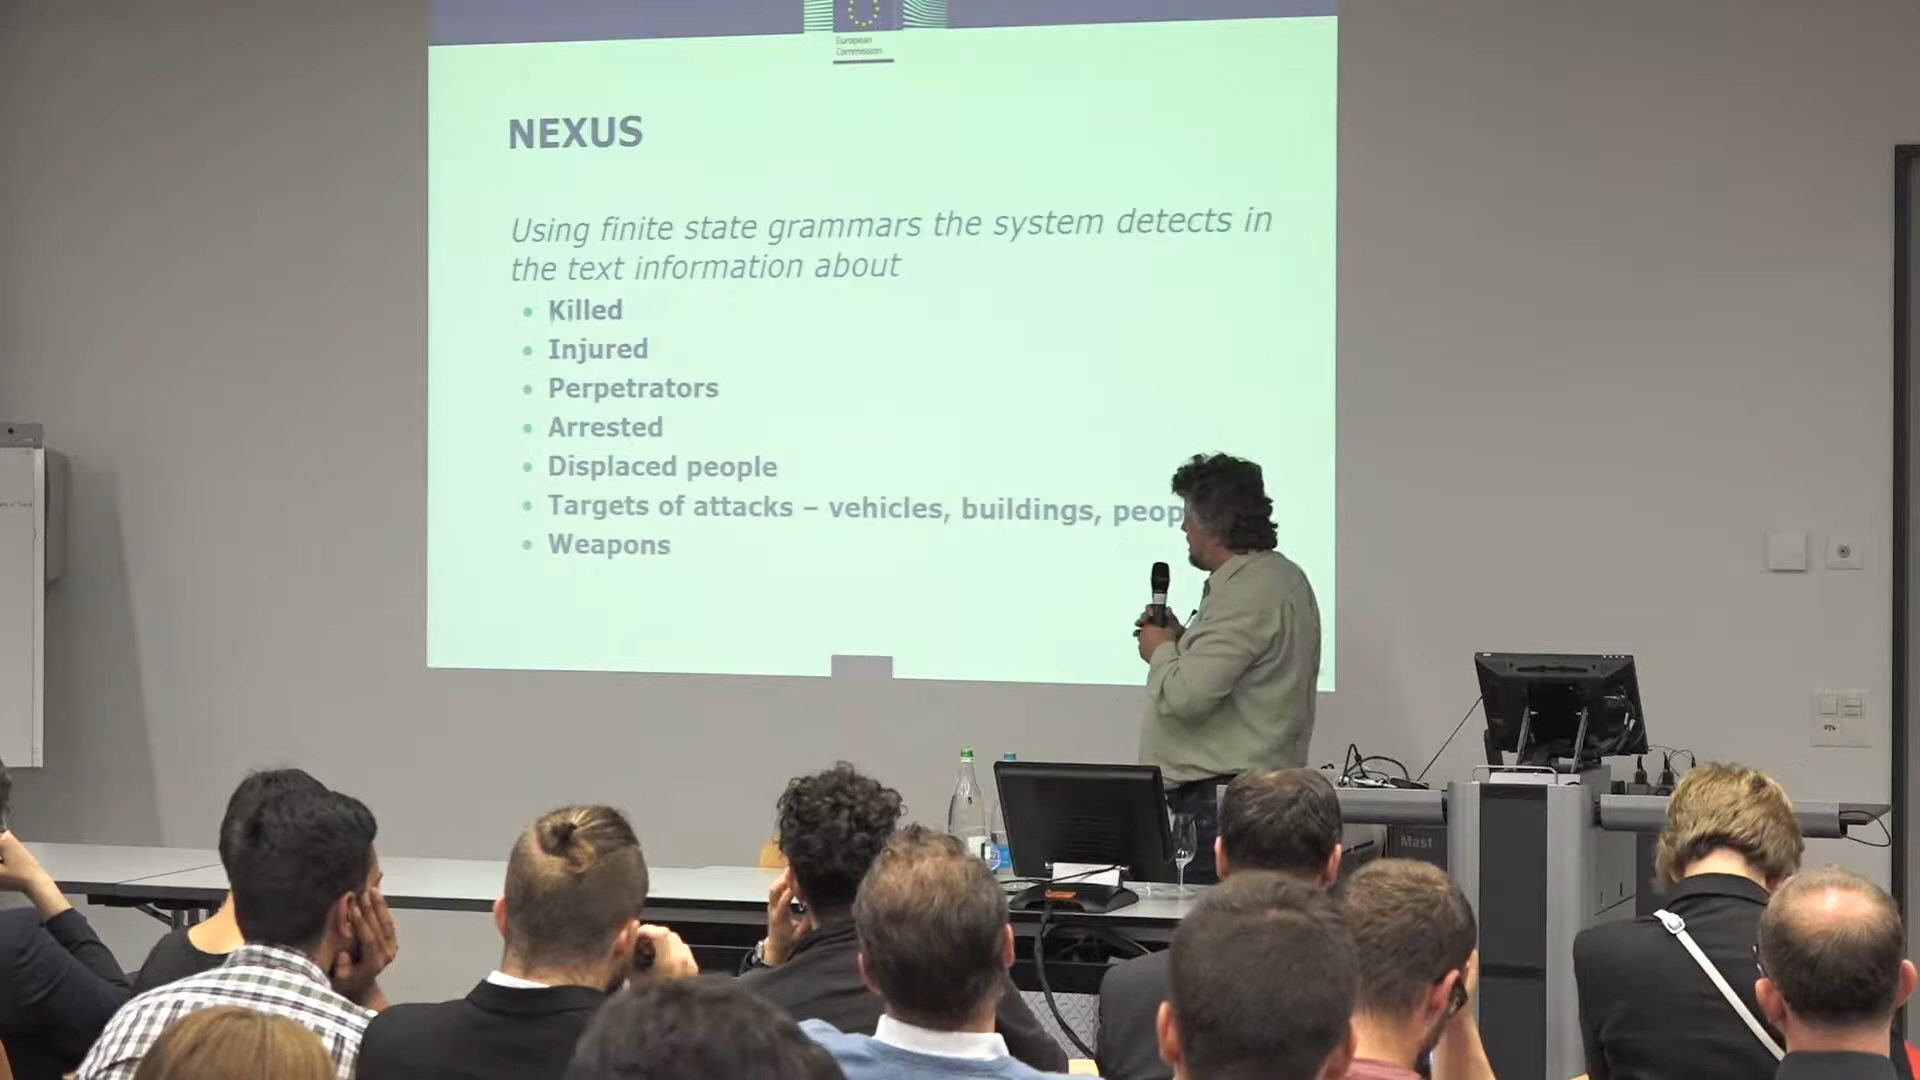 European
Commission
NEXUS
Using finite state grammars the system detects in
the text information about
• Killed
• Injured
• Perpetrators
• Arrested
• Displaced people
• Targets of attacks – vehicles, buildings, peop
• Weapons
Mast